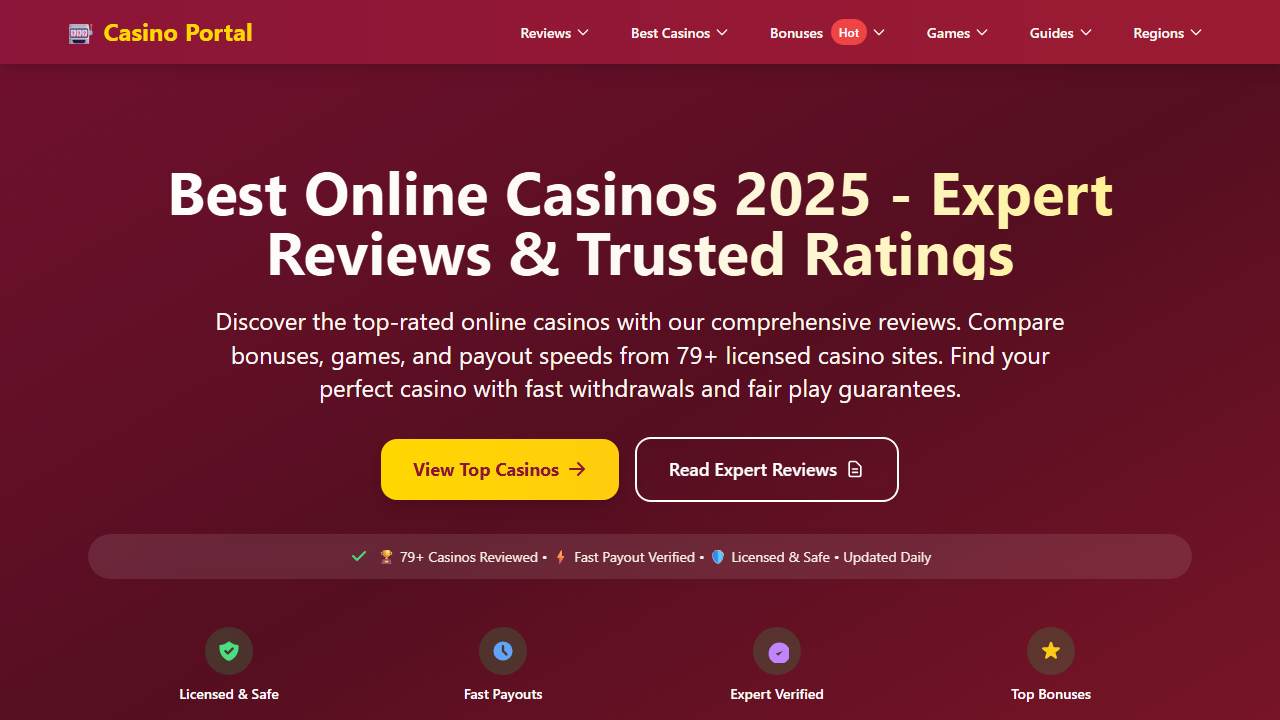 Casino Portal
Reviews
Best Casinos
Bonuses Hot
Games
Guides
Regions
Best Online Casinos 2025 - Expert
Reviews & Trusted Ratings
Discover the top-rated online casinos with our comprehensive reviews. Compare
bonuses, games, and payout speeds from 79+ licensed casino sites. Find your
perfect casino with fast withdrawals and fair play guarantees.
View Top Casinos →
Read Expert Reviews
79+ Casinos Reviewed • Fast Payout Verified • Licensed & Safe • Updated Daily
Licensed & Safe
Fast Payouts
Expert Verified
Top Bonuses